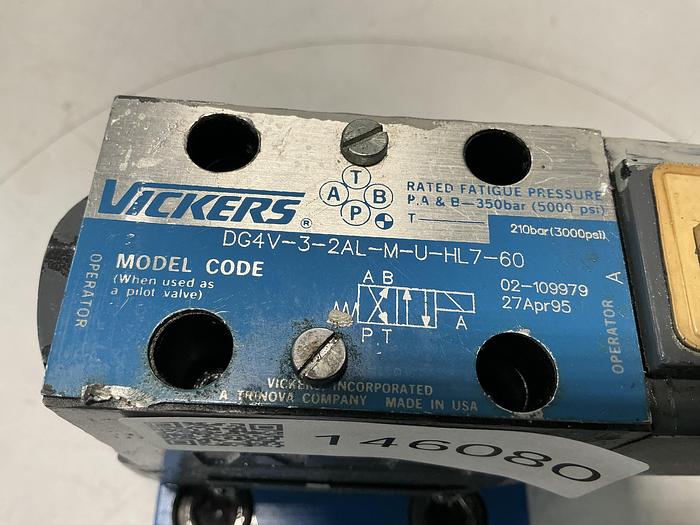 VICKERS®
T
A B
P
RATED FATIGUE PRESSURE
P.A & B—350bar (5000 psi)
T— 210bar (3000psi)
DG4V-3-2AL-M-U-HL7-60
MODEL CODE
(When used as
a pilot valve)
OPERATOR
A B
P T
A
02-109979
27Apr95
OPERATOR A
VICKERS, INCORPORATED
A TRINOVA COMPANY MADE IN USA
146080